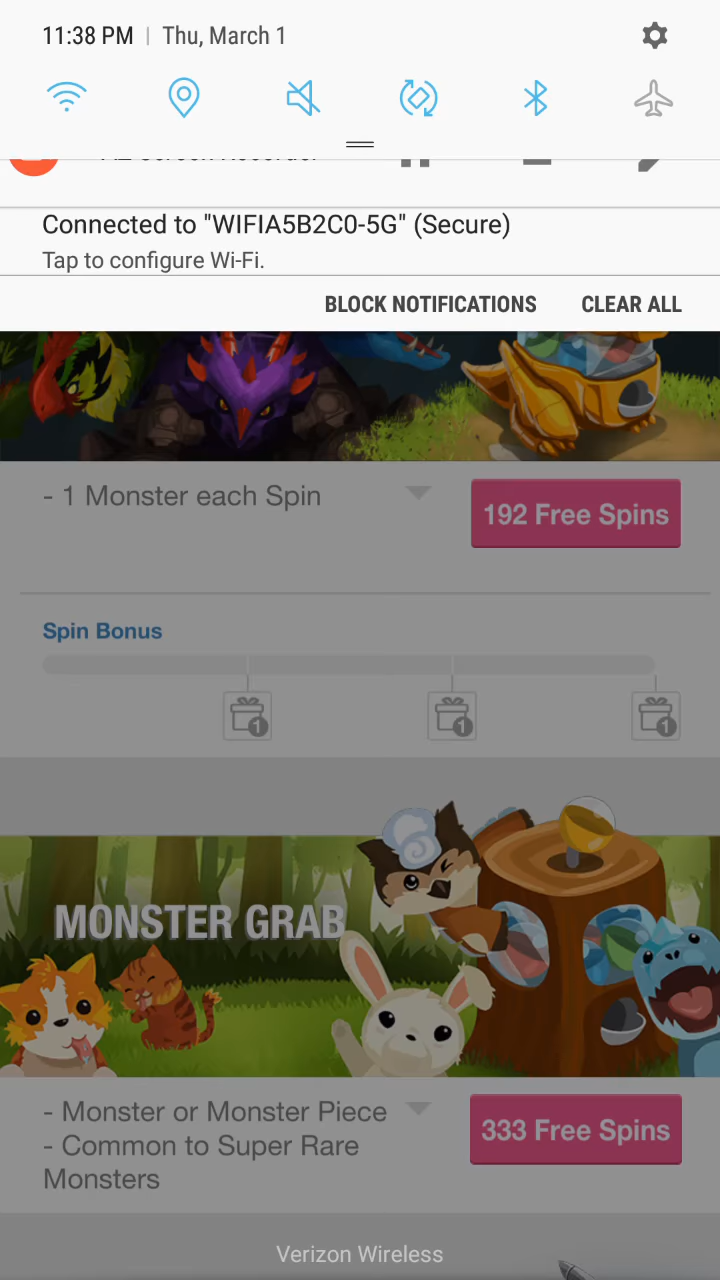 11:38 PM | Thu, March 1
Connected to "WIFIA5B2C0-5G" (Secure)
Tap to configure Wi-Fi.
BLOCK NOTIFICATIONS CLEAR ALL
- 1 Monster each Spin
192 Free Spins
Spin Bonus
1 1 1
MONSTER GRAB
- Monster or Monster Piece
- Common to Super Rare
Monsters
333 Free Spins
Verizon Wireless